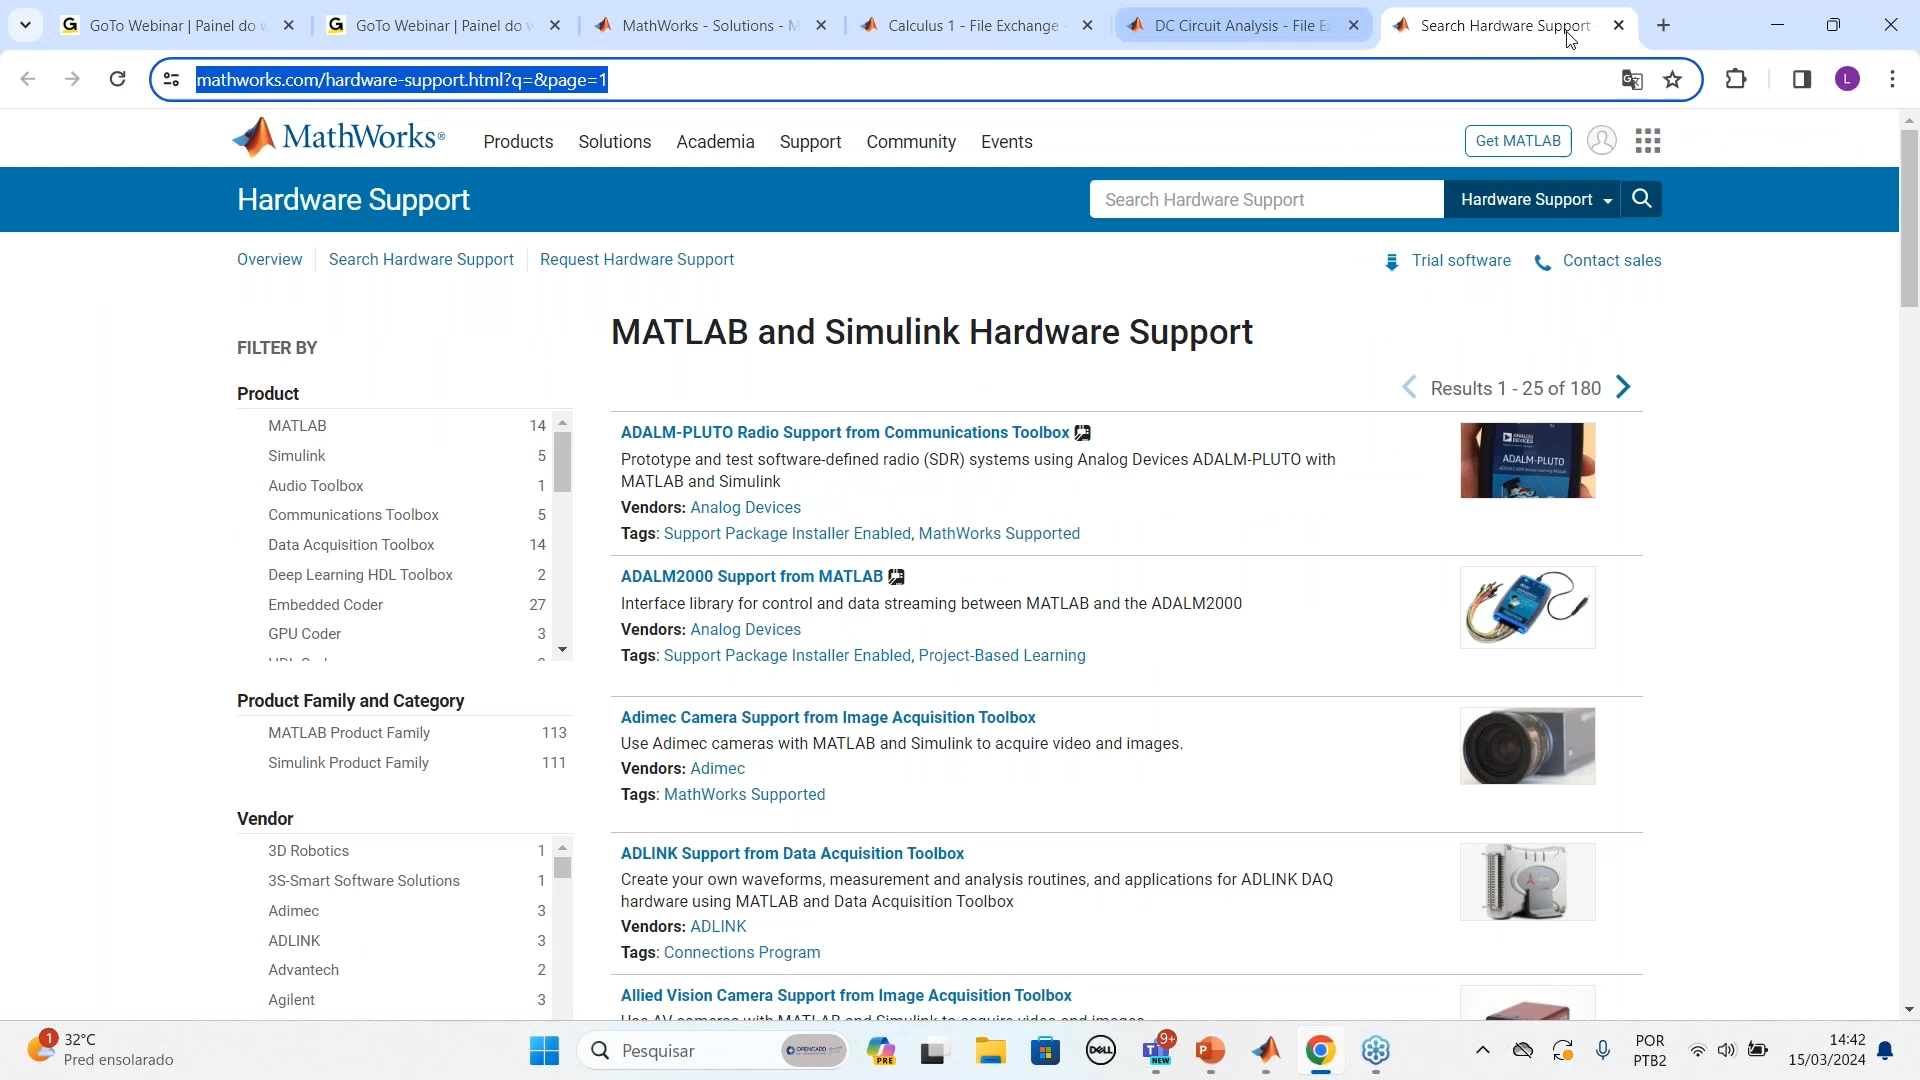 GoTo Webinar | Painel do
GoTo Webinar | Painel do
MathWorks - Solutions - M
Calculus 1 - File Exchange
DC Circuit Analysis - File E
Search Hardware Support
mathworks.com/hardware-support.html?q=&page=1
L
MathWorks®
Products
Solutions
Academia
Support
Community
Events
Get MATLAB
Hardware Support
Search Hardware Support
Hardware Support
Overview
Search Hardware Support
Request Hardware Support
Trial software
Contact sales
MATLAB and Simulink Hardware Support
FILTER BY
Results 1 - 25 of 180
Product
MATLAB 14
Simulink 5
Audio Toolbox 1
Communications Toolbox 5
Data Acquisition Toolbox 14
Deep Learning HDL Toolbox 2
Embedded Coder 27
GPU Coder 3
Product Family and Category
MATLAB Product Family 113
Simulink Product Family 111
Vendor
3D Robotics 1
3S-Smart Software Solutions 1
Adimec 3
ADLINK 3
Advantech 2
Agilent 3
ADALM-PLUTO Radio Support from Communications Toolbox
Prototype and test software-defined radio (SDR) systems using Analog Devices ADALM-PLUTO with
MATLAB and Simulink
Vendors: Analog Devices
Tags: Support Package Installer Enabled, MathWorks Supported
ADALM-PLUTO
ADALM2000 Support from MATLAB
Interface library for control and data streaming between MATLAB and the ADALM2000
Vendors: Analog Devices
Tags: Support Package Installer Enabled, Project-Based Learning
Adimec Camera Support from Image Acquisition Toolbox
Use Adimec cameras with MATLAB and Simulink to acquire video and images.
Vendors: Adimec
Tags: MathWorks Supported
ADLINK Support from Data Acquisition Toolbox
Create your own waveforms, measurement and analysis routines, and applications for ADLINK DAQ
hardware using MATLAB and Data Acquisition Toolbox
Vendors: ADLINK
Tags: Connections Program
Allied Vision Camera Support from Image Acquisition Toolbox
1
32°C
Pred ensolarado
Pesquisar
PRE
DELL
9+
NEW
POR
PTB2
14:42
15/03/2024